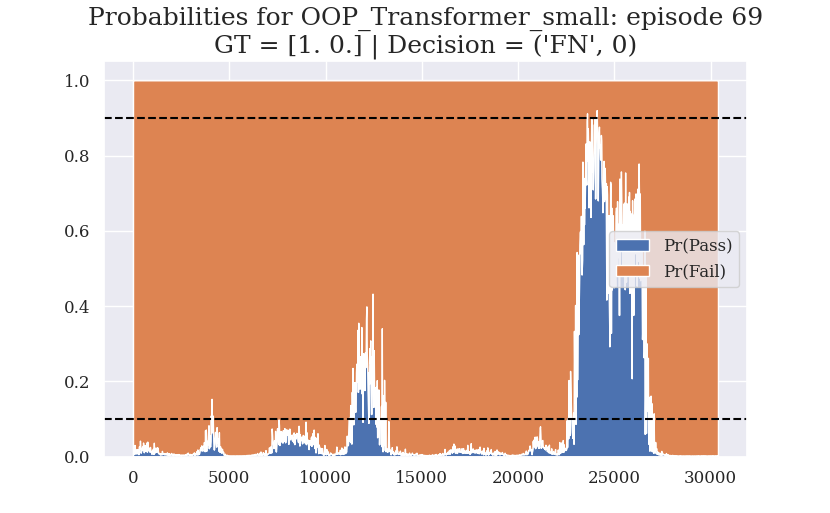 Probabilities for OOP_Transformer_small: episode 69
GT = [1. 0.] | Decision = ('FN', 0)
1.0
0.8
0.6
0.4
0.2
0.0
Pr(Pass)
Pr(Fail)
0 5000 10000 15000 20000 25000 30000